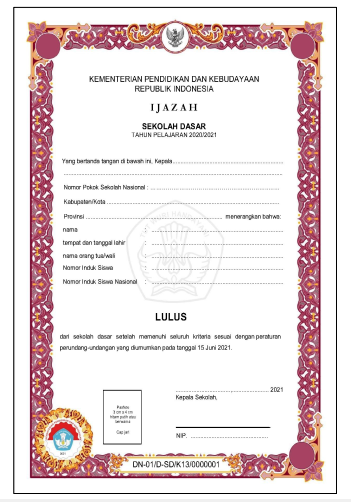 KEMENTERIAN PENDIDIKAN DAN KEBUDAYAAN
REPUBLIK INDONESIA
IJAZAH
SEKOLAH DASAR
TAHUN PELAJARAN 2020/2021
Yang bertanda tangan di bawah ini, Kepala
Nomor Pokok Sekolah Nasional :
Kabupaten/Kota
Provinsi menerangkan bahwa:
nama :
tempat dan tanggal lahir :
nama orang tua/wali :
Nomor Induk Siswa :
Nomor Induk Siswa Nasional :
LULUS
dari sekolah dasar setelah memenuhi seluruh kriteria sesuai dengan peraturan
perundang-undangan yang diumumkan pada tanggal 15 Juni 2021.
2021
Kepala Sekolah,
Pasfoto
3 cm x 4 cm
hitam putih atau
berwarna
Cap jari
NIP.
DN-01/D-SD/K13/0000001